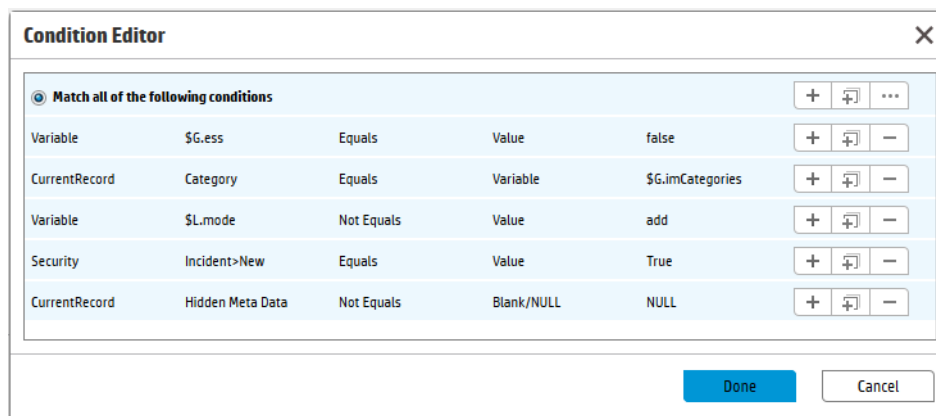 Condition Editor
Match all of the following conditions
Variable $G.ess Equals Value false
CurrentRecord Category Equals Variable $G.imCategories
Variable $L.mode Not Equals Value add
Security Incident>New Equals Value True
CurrentRecord Hidden Meta Data Not Equals Blank/NULL NULL
Done Cancel